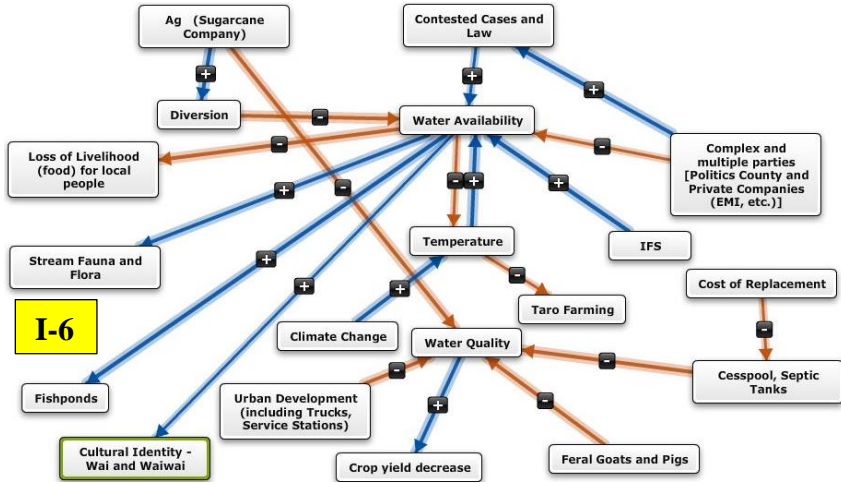 Ag (Sugarcane
Company)
Contested Cases and
Law
+
+
+
Diversion
-
Water Availability
-
-
Complex and
multiple parties
[Politics County and
Private Companies
(EMI, etc.)]
Loss of Livelihood
(food) for local
people
+
-
-
+
+
Temperature
IFS
Stream Fauna and
Flora
+
-
Cost of Replacement
+
+
Taro Farming
I-6
Climate Change
Water Quality
-
-
-
Cesspool, Septic
Tanks
Fishponds
Urban Development
(including Trucks,
Service Stations)
+
-
Cultural Identity -
Wai and Waiwai
Crop yield decrease
Feral Goats and Pigs